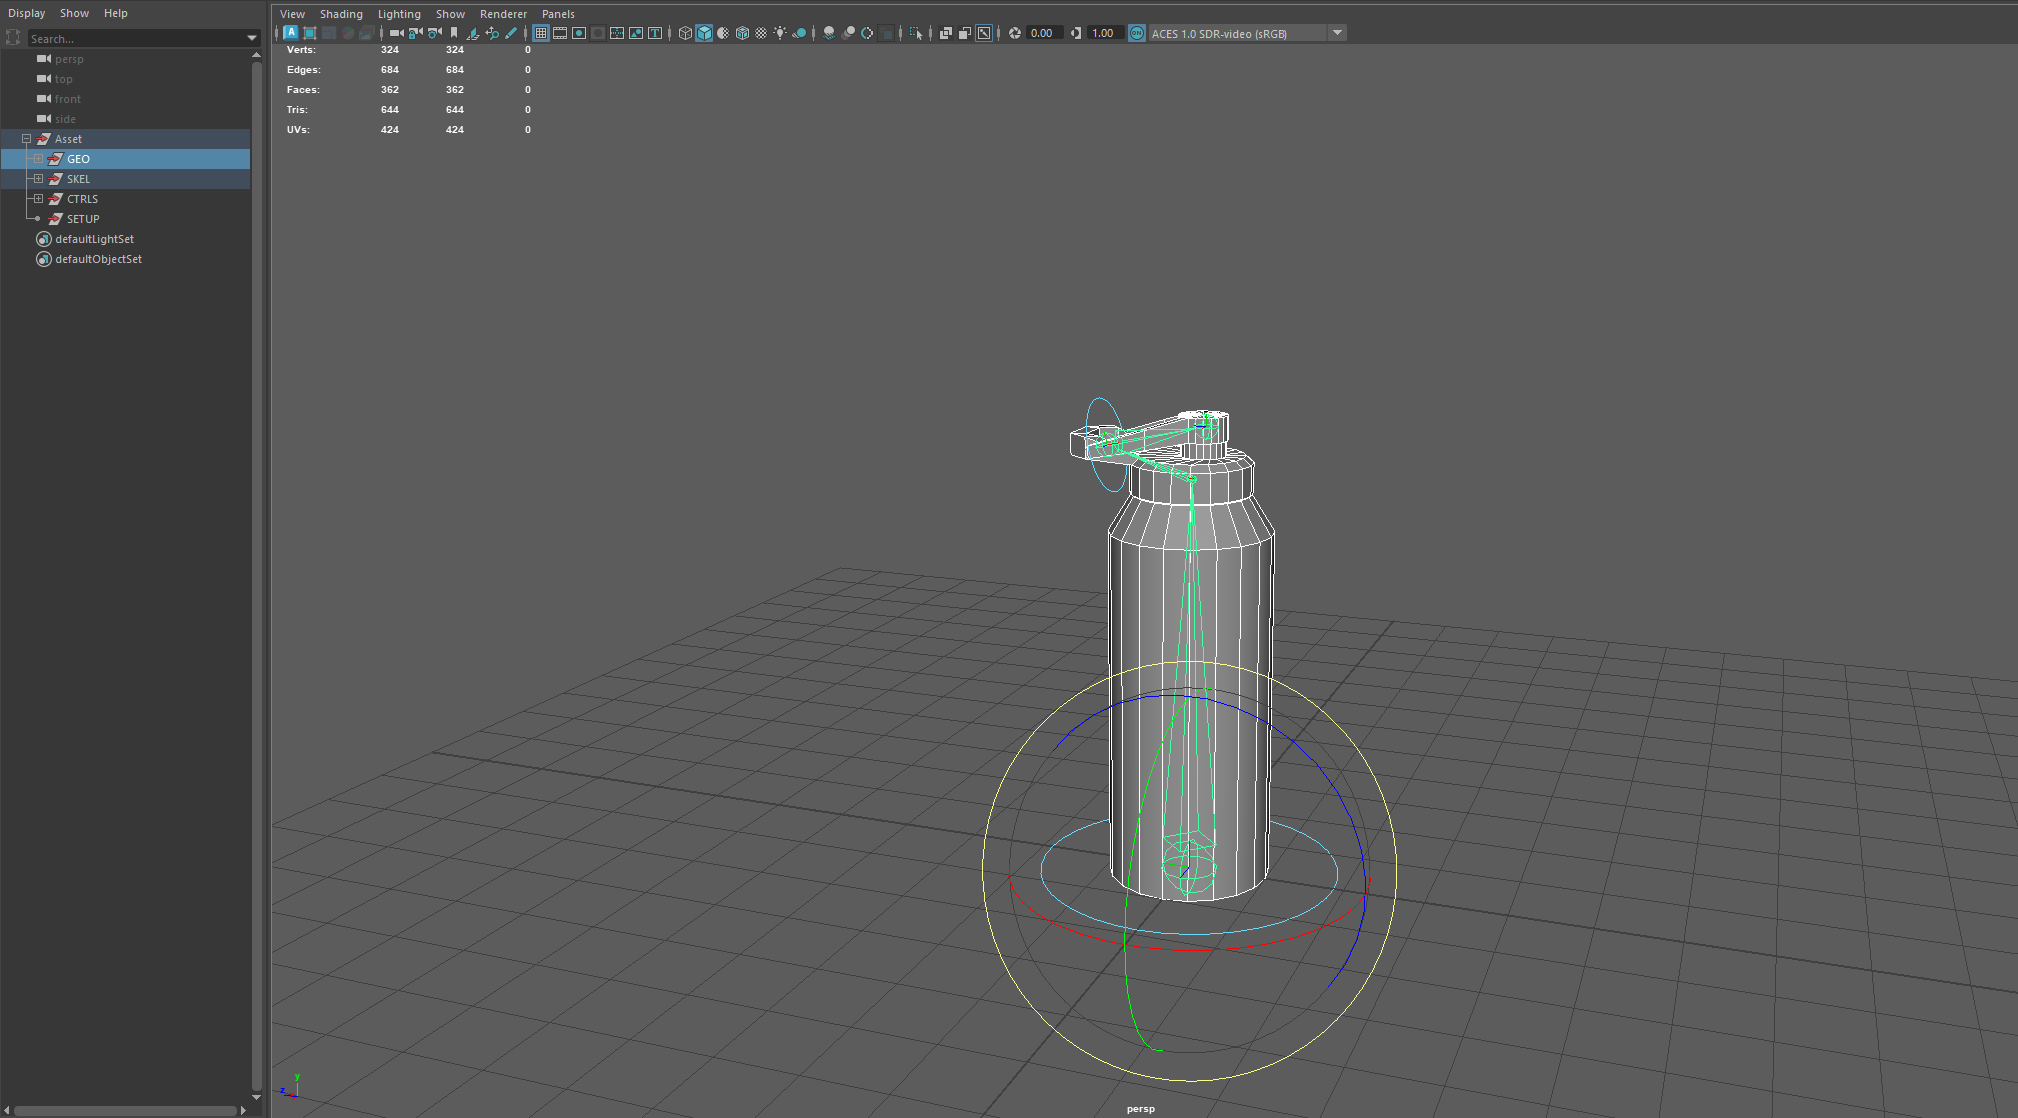 Display Show Help
Search...
persp
top
front
side
Asset
GEO
SKEL
CTRLS
SETUP
defaultLightSet
defaultObjectSet
View Shading Lighting Show Renderer Panels
A T 0.00 1.00 ON ACES 1.0 SDR-video (sRGB)
Verts: 324 324 0
Edges: 684 684 0
Faces: 362 362 0
Tris: 644 644 0
UVs: 424 424 0
y
z
persp